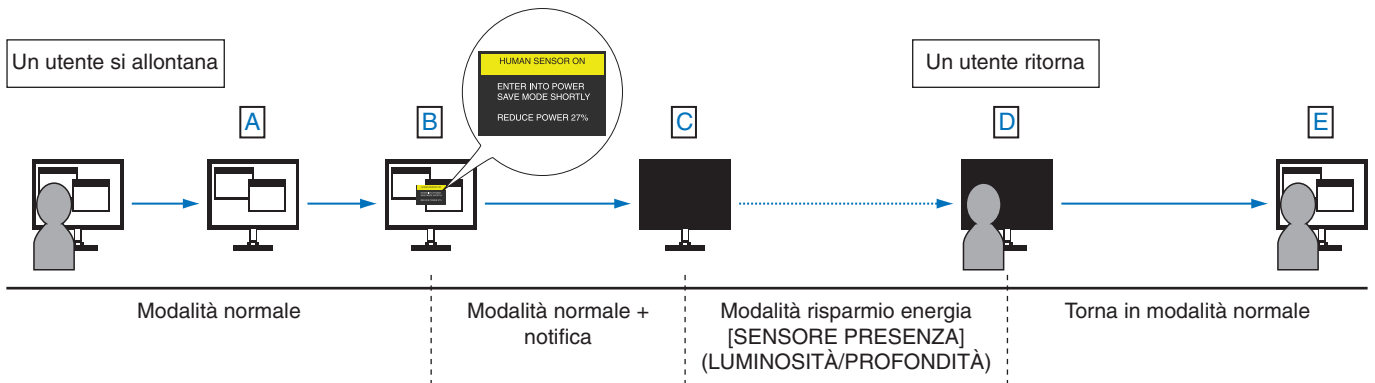 Un utente si allontana
HUMAN SENSOR ON
ENTER INTO POWER
SAVE MODE SHORTLY
REDUCE POWER 27%
Un utente ritorna
A
B
C
D
E
Modalità normale
Modalità normale +
notifica
Modalità risparmio energia
[SENSORE PRESENZA]
(LUMINOSITÀ/PROFONDITÀ)
Torna in modalità normale